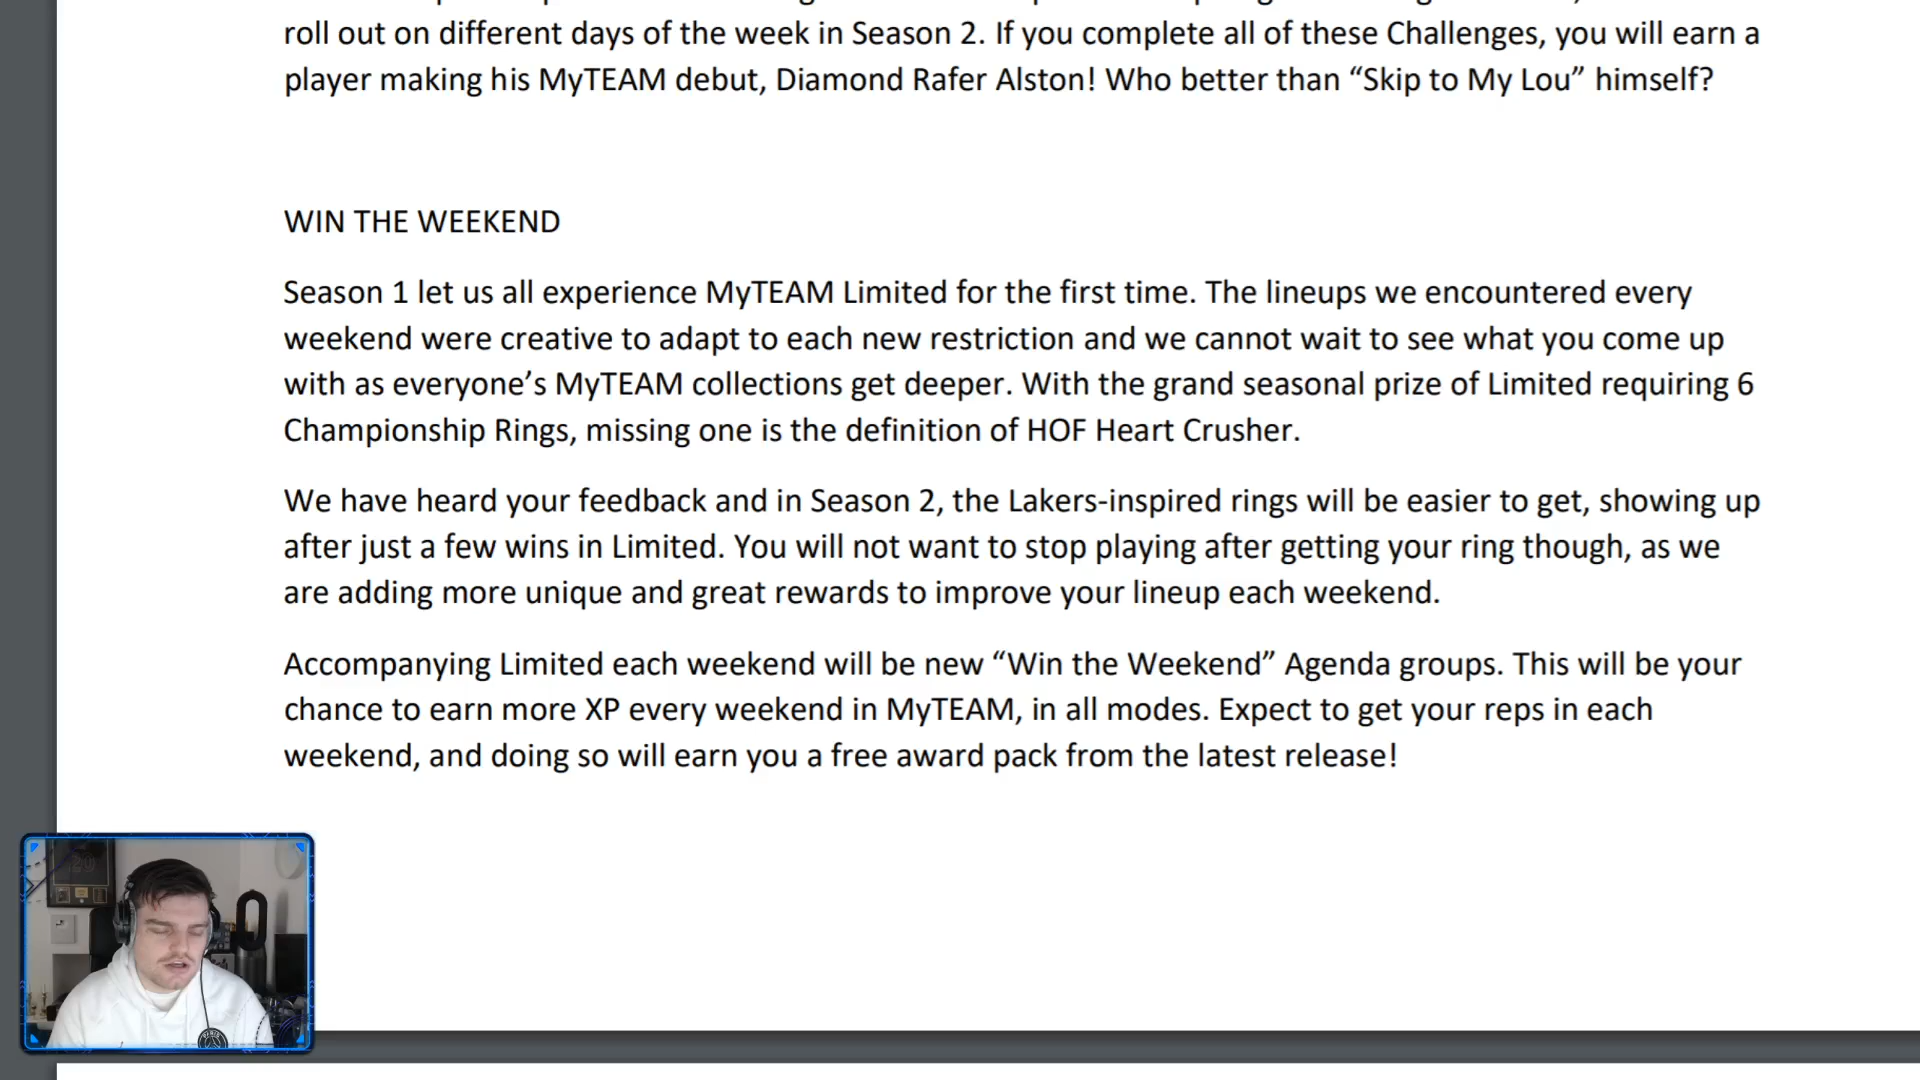 roll out on different days of the week in Season 2. If you complete all of these Challenges, you will earn a
player making his MyTEAM debut, Diamond Rafer Alston! Who better than “Skip to My Lou” himself?
WIN THE WEEKEND
Season 1 let us all experience MyTEAM Limited for the first time. The lineups we encountered every
weekend were creative to adapt to each new restriction and we cannot wait to see what you come up
with as everyone’s MyTEAM collections get deeper. With the grand seasonal prize of Limited requiring 6
Championship Rings, missing one is the definition of HOF Heart Crusher.
We have heard your feedback and in Season 2, the Lakers-inspired rings will be easier to get, showing up
after just a few wins in Limited. You will not want to stop playing after getting your ring though, as we
are adding more unique and great rewards to improve your lineup each weekend.
Accompanying Limited each weekend will be new “Win the Weekend” Agenda groups. This will be your
chance to earn more XP every weekend in MyTEAM, in all modes. Expect to get your reps in each
weekend, and doing so will earn you a free award pack from the latest release!